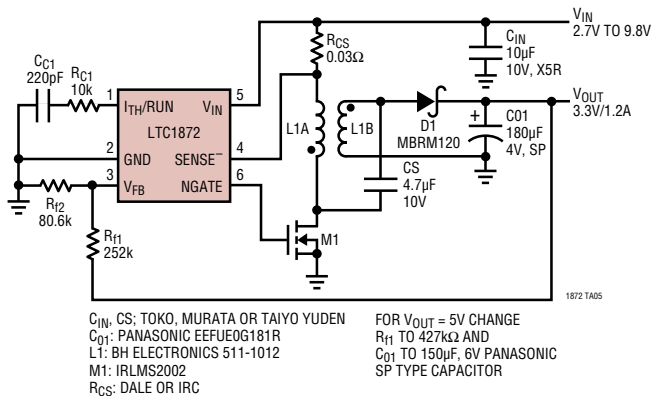 VIN
2.7V TO 9.8V
CIN
10µF
10V, X5R
RCS
0.03Ω
CC1
220pF
RC1
10k
1
ITH/RUN
VIN
5
LTC1872
2
GND
SENSE–
4
3
VFB
NGATE
6
L1A
L1B
D1
MBRM120
VOUT
3.3V/1.2A
+
C01
180µF
4V, SP
CS
4.7µF
10V
Rf2
80.6k
Rf1
252k
M1
1872 TA05
CIN, CS; TOKO, MURATA OR TAIYO YUDEN
C01: PANASONIC EEFUE0G181R
L1: BH ELECTRONICS 511-1012
M1: IRLMS2002
RCS: DALE OR IRC
FOR VOUT = 5V CHANGE
Rf1 TO 427kΩ AND
C01 TO 150µF, 6V PANASONIC
SP TYPE CAPACITOR